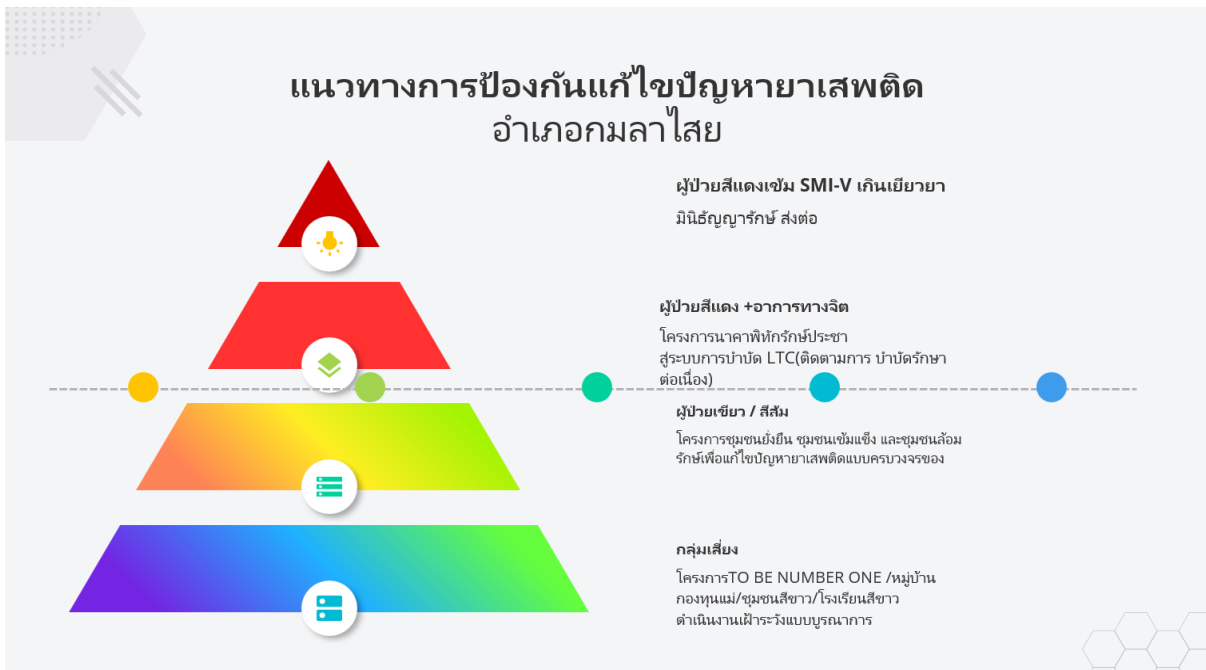 แนวทางการป้องกันแก้ไขปัญหายาเสพติด
อำเภอกมลาไสย
ผู้ป่วยสีแดงเข้ม SMI-V เกินเยียวยา
มินิธัญญารักษ์ ส่งต่อ
ผู้ป่วยสีแดง +อาการทางจิต
โครงการนาคาพิทักรักษ์ประชา
สู่ระบบการบำบัด LTC(ติดตามการ บำบัดรักษา
ต่อเนื่อง)
ผู้ป่วยเขียว / สีส้ม
โครงการชุมชนยั่งยืน ชุมชนเข้มแข็ง และชุมชนล้อม
รักษ์เพื่อแก้ไขปัญหายาเสพติดแบบครบวงจรของ
กลุ่มเสี่ยง
โครงการTO BE NUMBER ONE /หมู่บ้าน
กองทุนแม่/ชุมชนสีขาว/โรงเรียนสีขาว
ดำเนินงานเฝ้าระวังแบบบูรณาการ